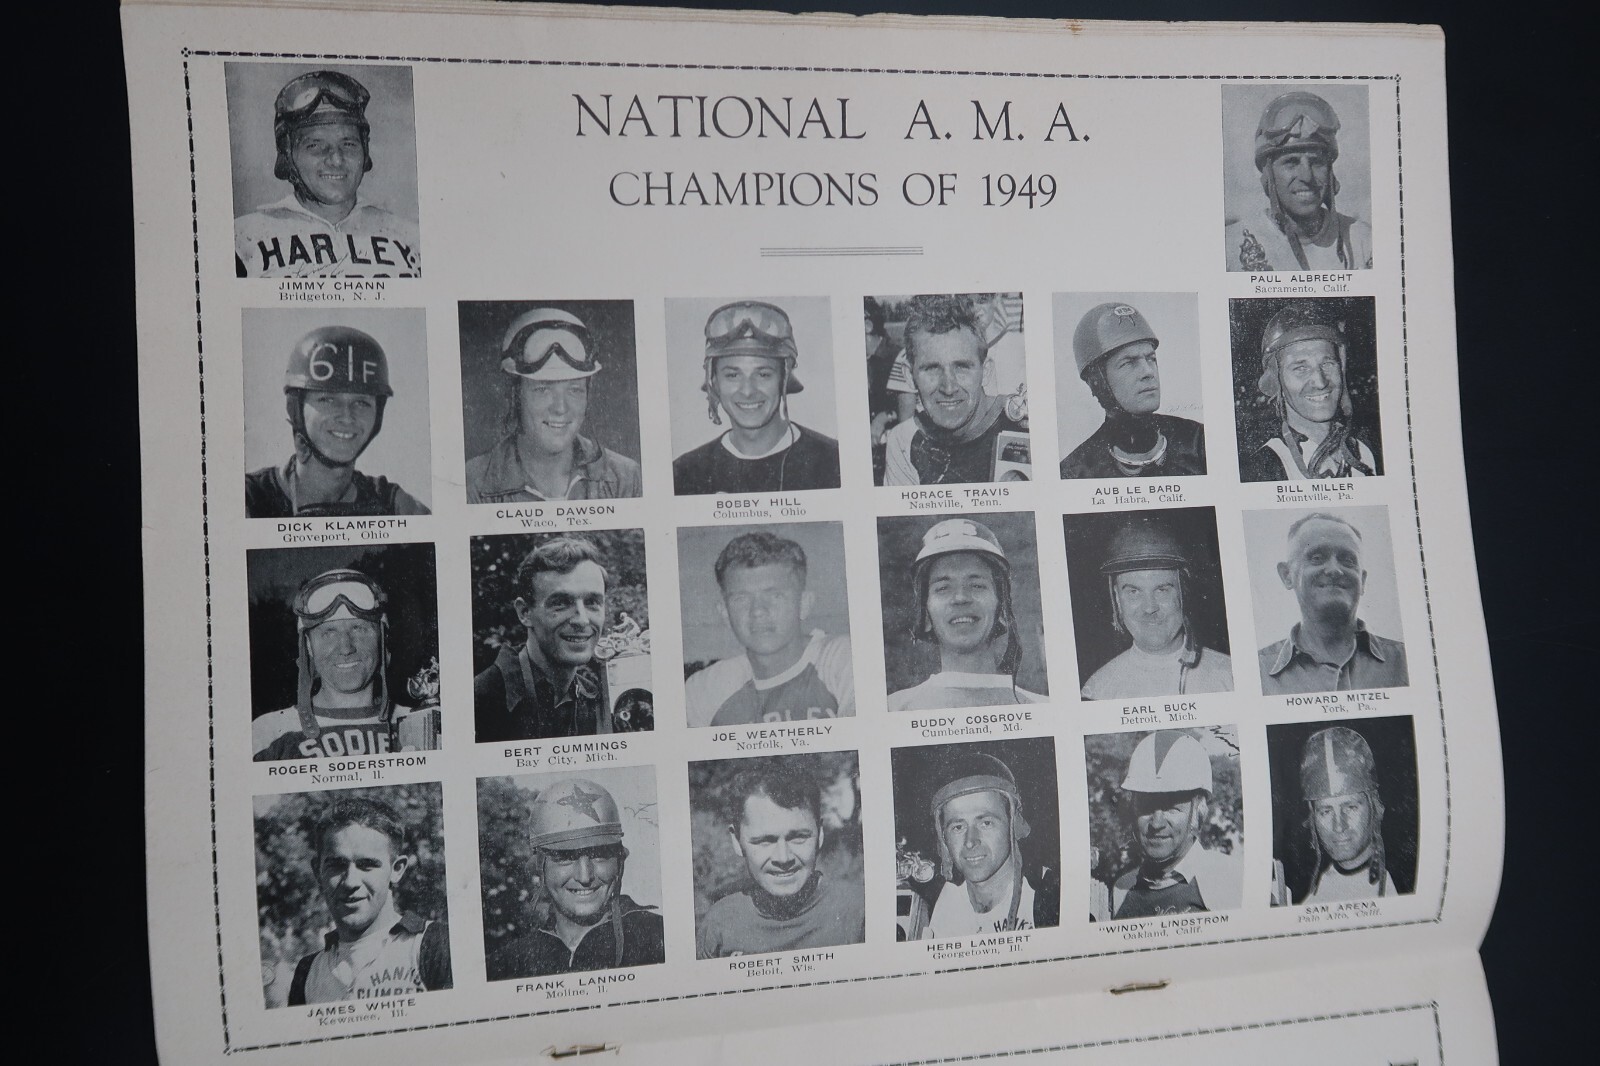 NATIONAL A. M. A.
CHAMPIONS OF 1949
HARLEY
JIMMY CHANN
Bridgeton, N. J.
PAUL ALBRECHT
Sacramento, Calif.
61F
DICK KLAMFOTH
Groveport, Ohio
CLAUD DAWSON
Waco, Tex.
BOBBY HILL
Columbus, Ohio
HORACE TRAVIS
Nashville, Tenn.
AUB LE BARD
La Habra, Calif.
BILL MILLER
Mountville, Pa.
ROGER SODERSTROM
Normal, Il.
BERT CUMMINGS
Bay City, Mich.
JOE WEATHERLY
Norfolk, Va.
BUDDY COSGROVE
Cumberland, Md.
EARL BUCK
Detroit, Mich.
HOWARD MITZEL
York, Pa.,
JAMES WHITE
Kewanee, Ill.
FRANK LANNOO
Moline, Il.
ROBERT SMITH
Beloit, Wis.
HERB LAMBERT
Georgetown, Ill.
"WINDY" LINDSTROM
Oakland, Calif.
SAM ARENA
Palo Alto, Calif.